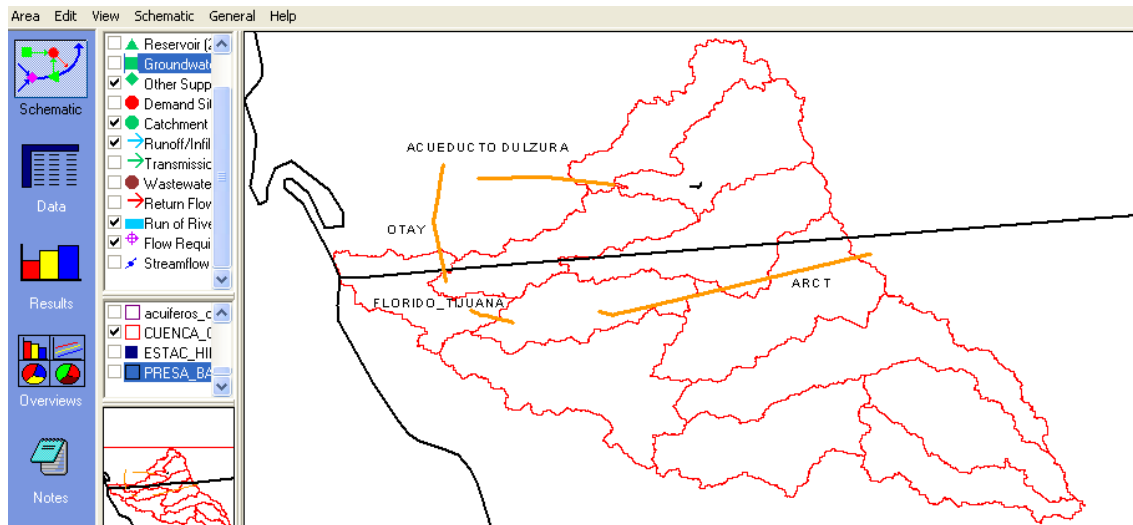 Area Edit View Schematic General Help
Schematic
Data
Results
Overviews
Notes
Reservoir (2
Groundwate
Other Supp
Demand Sit
Catchment
Runoff/Infil
Transmissic
Wastewate
Return Flow
Run of Rive
Flow Requi
Streamflow
acuiferos_c
CUENCA_C
ESTAC_HII
PRESA_BA
ACUEDUCTO DULZURA
OTAY
FLORIDO_TIJUANA
ARCT